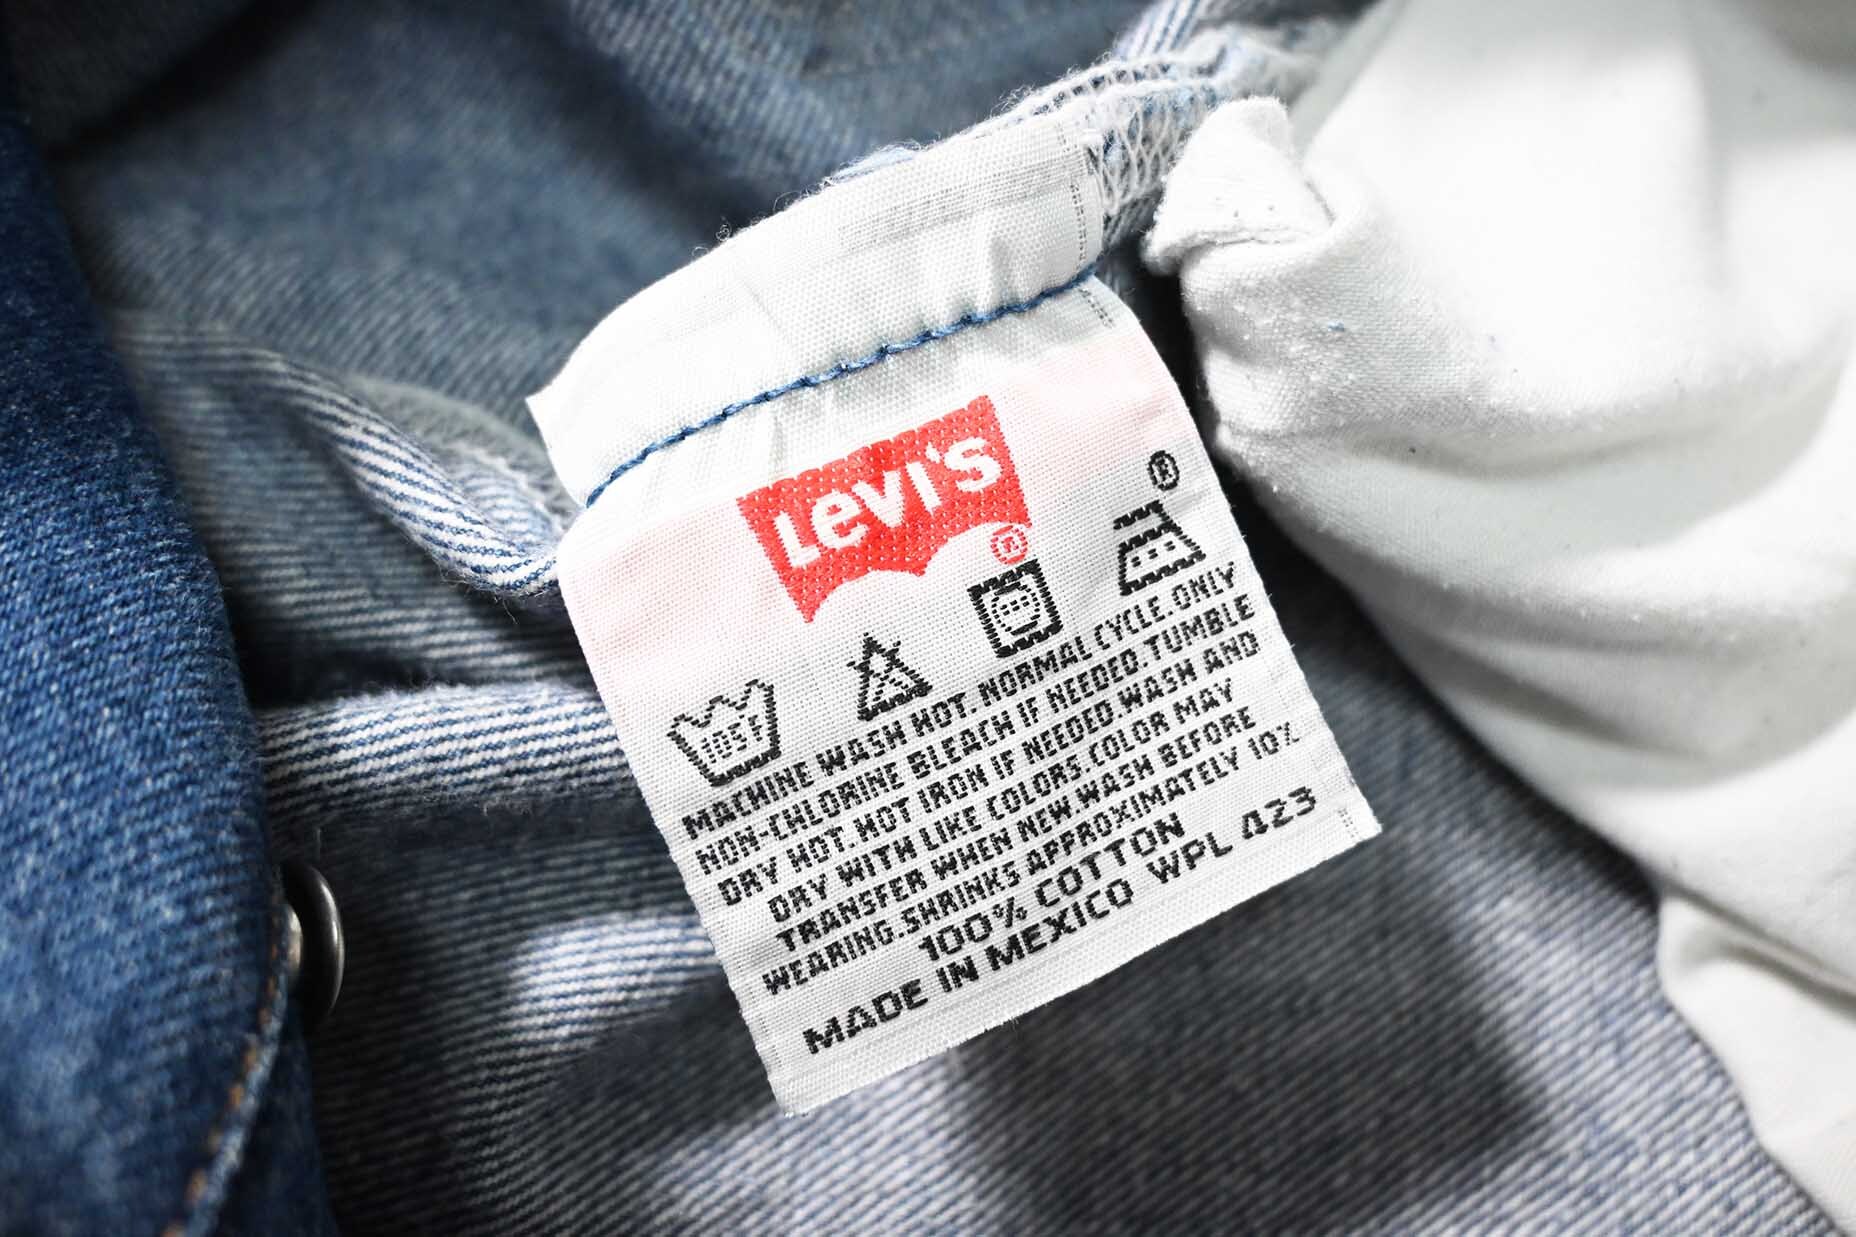 Levi's
®
®
105°F
MACHINE WASH HOT. NORMAL CYCLE. ONLY
NON-CHLORINE BLEACH IF NEEDED. TUMBLE
DRY HOT. HOT IRON IF NEEDED. WASH AND
DRY WITH LIKE COLORS. COLOR MAY
TRANSFER WHEN NEW. WASH BEFORE
WEARING. SHRINKS APPROXIMATELY 10%
100% COTTON
MADE IN MEXICO WPL 423